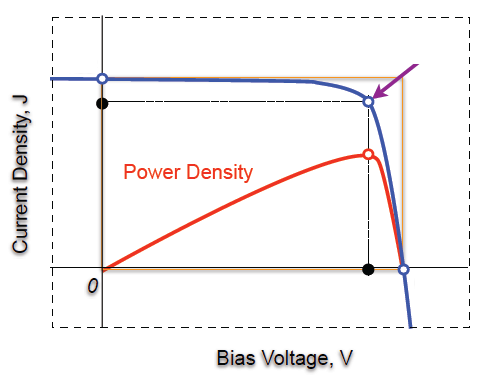 Current Density, J
Power Density
0
Bias Voltage, V